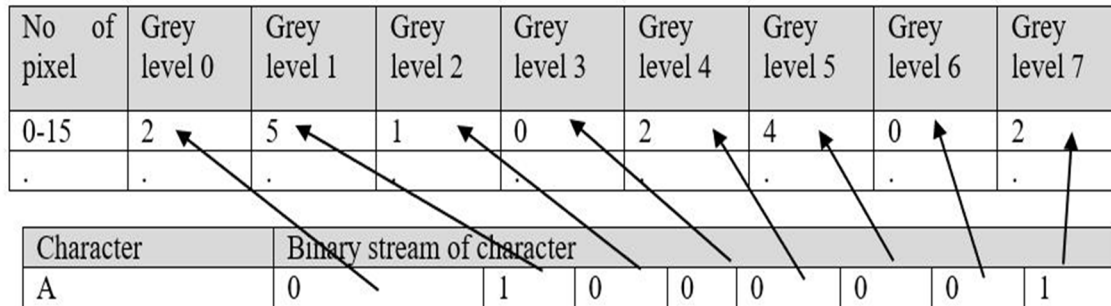 No of pixel Grey level 0 Grey level 1 Grey level 2 Grey level 3 Grey level 4 Grey level 5 Grey level 6 Grey level 7
0-15 2 5 1 0 2 4 0 2
. . . . . . . . .
Character Binary stream of character
A 0 1 0 0 0 0 0 1